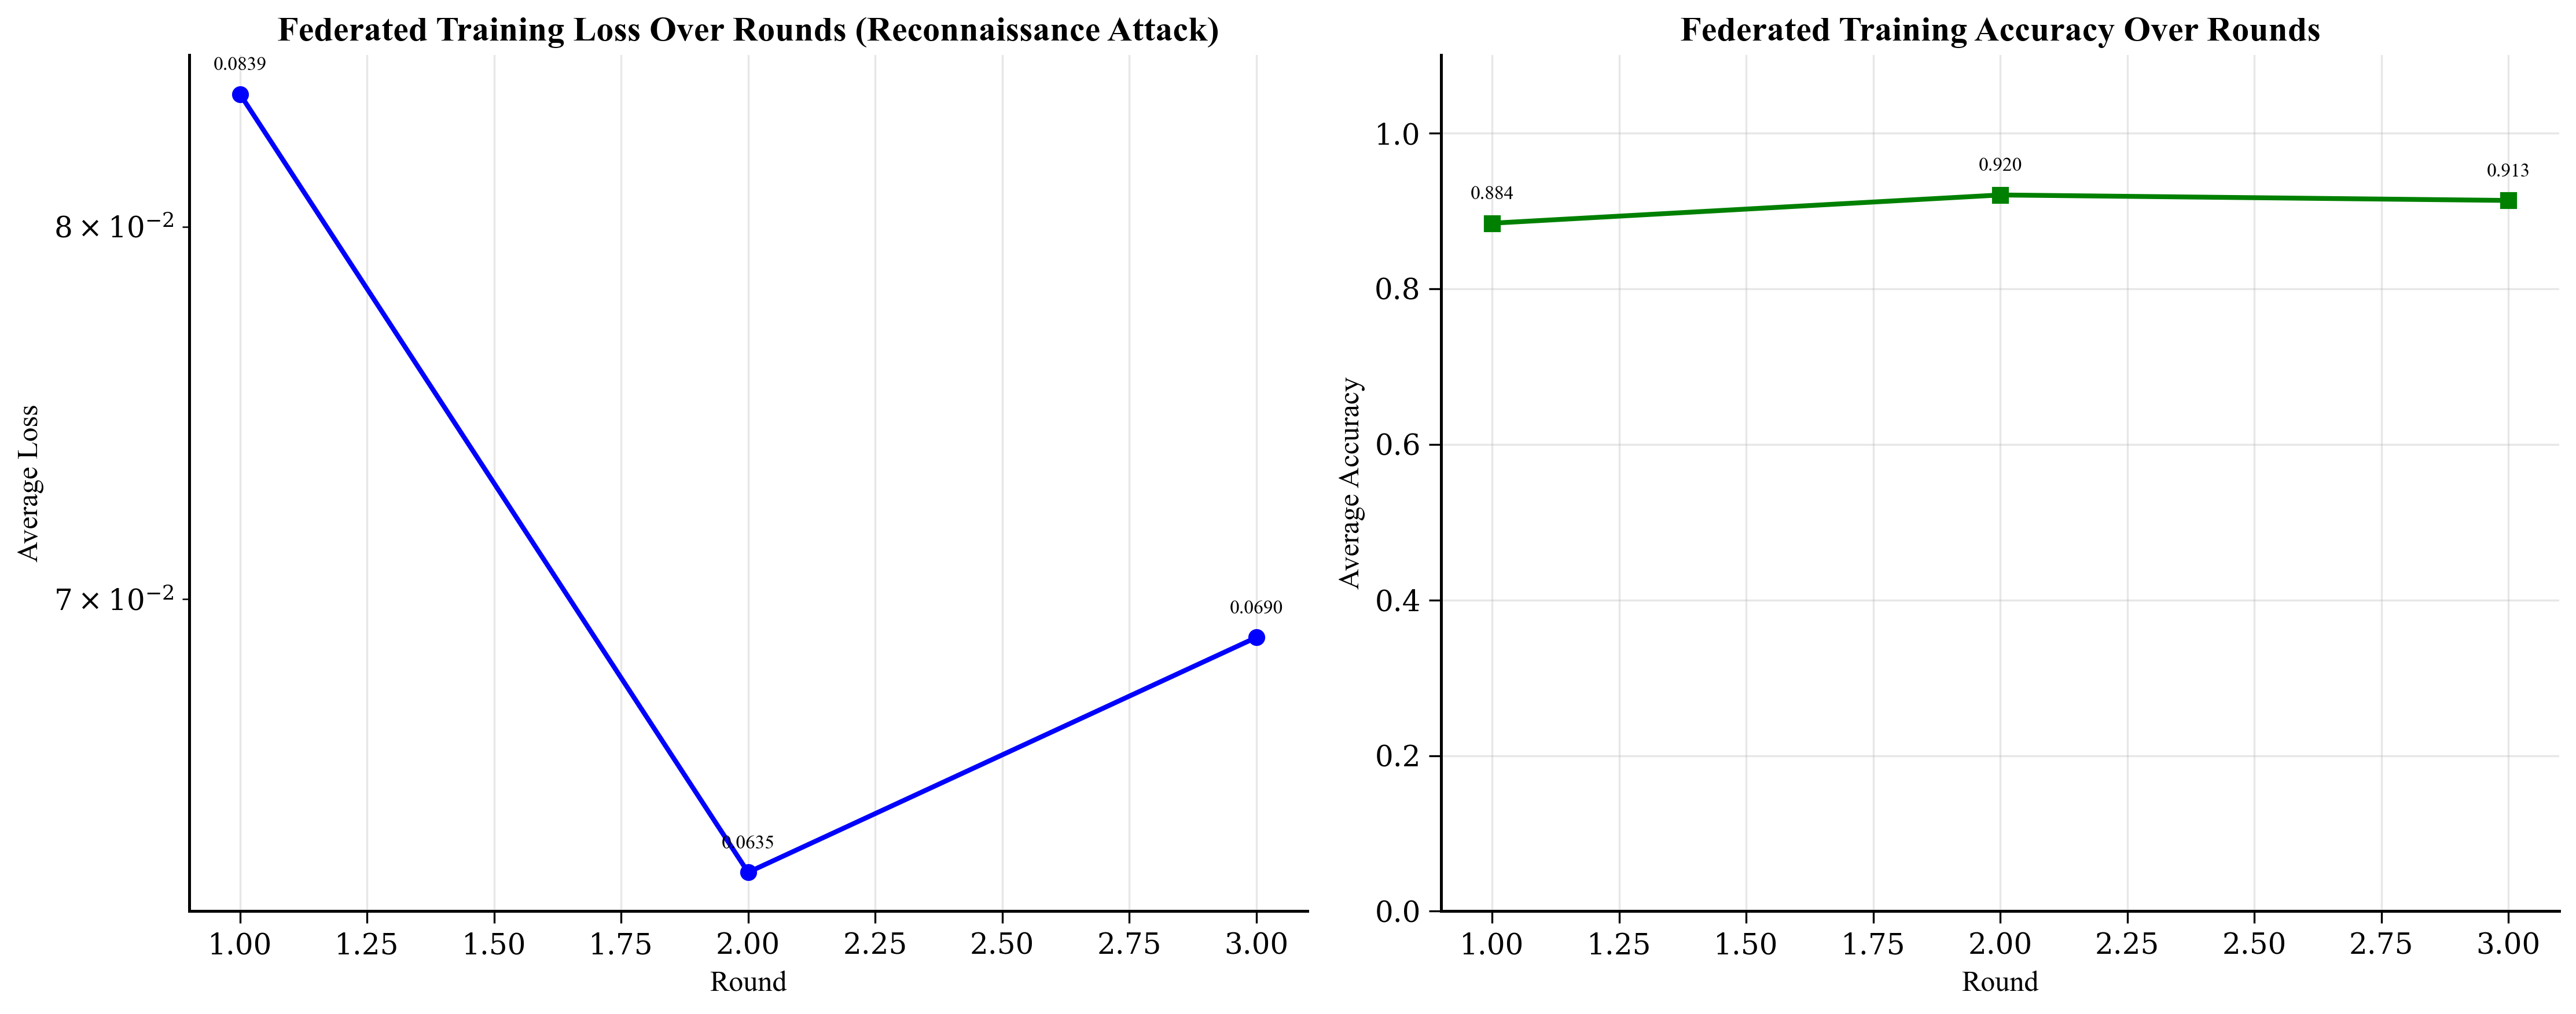 Federated Training Loss Over Rounds (Reconnaissance Attack)
0.0839
8 × 10⁻²
7 × 10⁻²
0.0690
0.0635
Average Loss
1.00 1.25 1.50 1.75 2.00 2.25 2.50 2.75 3.00
Round
Federated Training Accuracy Over Rounds
1.0
0.8
0.6
0.4
0.2
0.0
0.884
0.920
0.913
Average Accuracy
1.00 1.25 1.50 1.75 2.00 2.25 2.50 2.75 3.00
Round